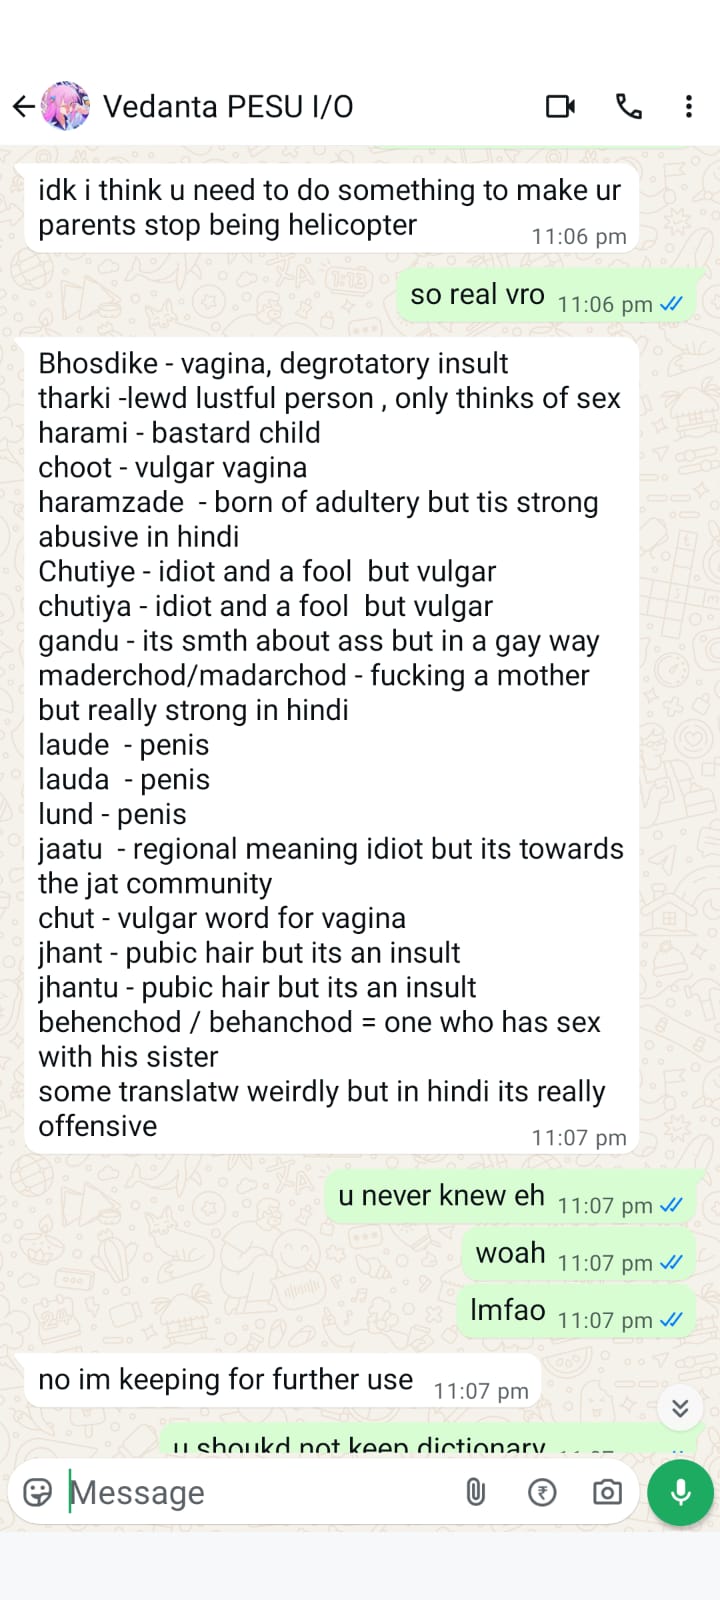 Vedanta PESU I/O
idk i think u need to do something to make ur
parents stop being helicopter
11:06 pm
so real vro 11:06 pm
Bhosdike - vagina, degrotatory insult
tharki -lewd lustful person , only thinks of sex
harami - bastard child
choot - vulgar vagina
haramzade  - born of adultery but tis strong
abusive in hindi
Chutiye - idiot and a fool  but vulgar
chutiya - idiot and a fool  but vulgar
gandu - its smth about ass but in a gay way
maderchod/madarchod - fucking a mother
but really strong in hindi
laude  - penis
lauda  - penis
lund - penis
jaatu  - regional meaning idiot but its towards
the jat community
chut - vulgar word for vagina
jhant - pubic hair but its an insult
jhantu - pubic hair but its an insult
behenchod / behanchod = one who has sex
with his sister
some translatw weirdly but in hindi its really
offensive
11:07 pm
u never knew eh 11:07 pm
woah 11:07 pm
lmfao 11:07 pm
no im keeping for further use 11:07 pm
u shoukd not keep dictionary
Message